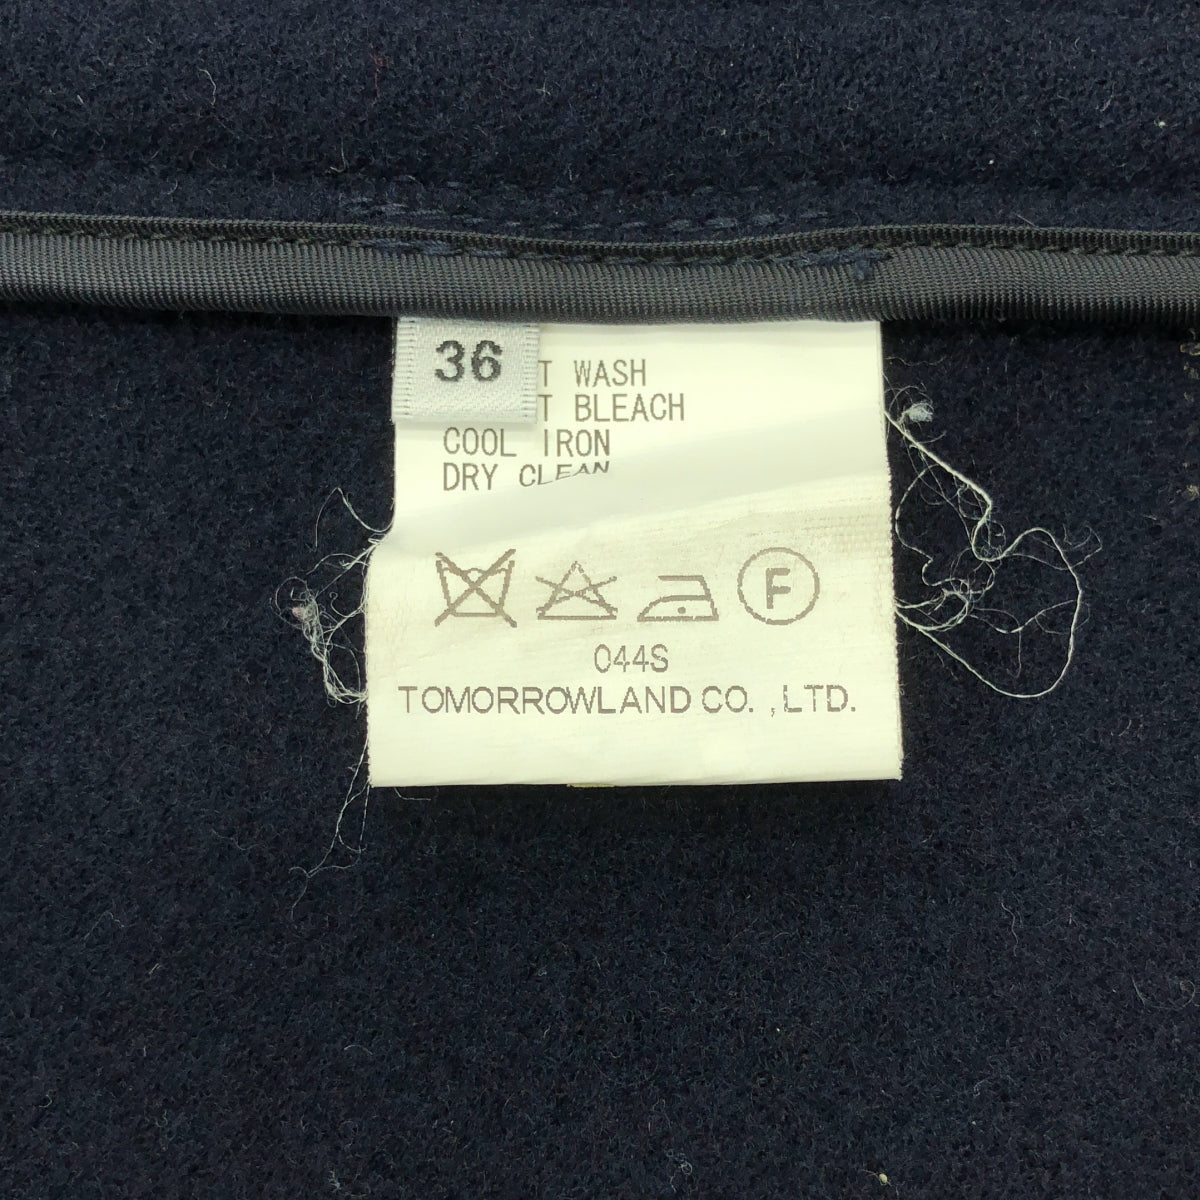 36
T WASH
T BLEACH
COOL IRON
DRY CLEAN
F
044S
TOMORROWLAND CO. ,LTD.